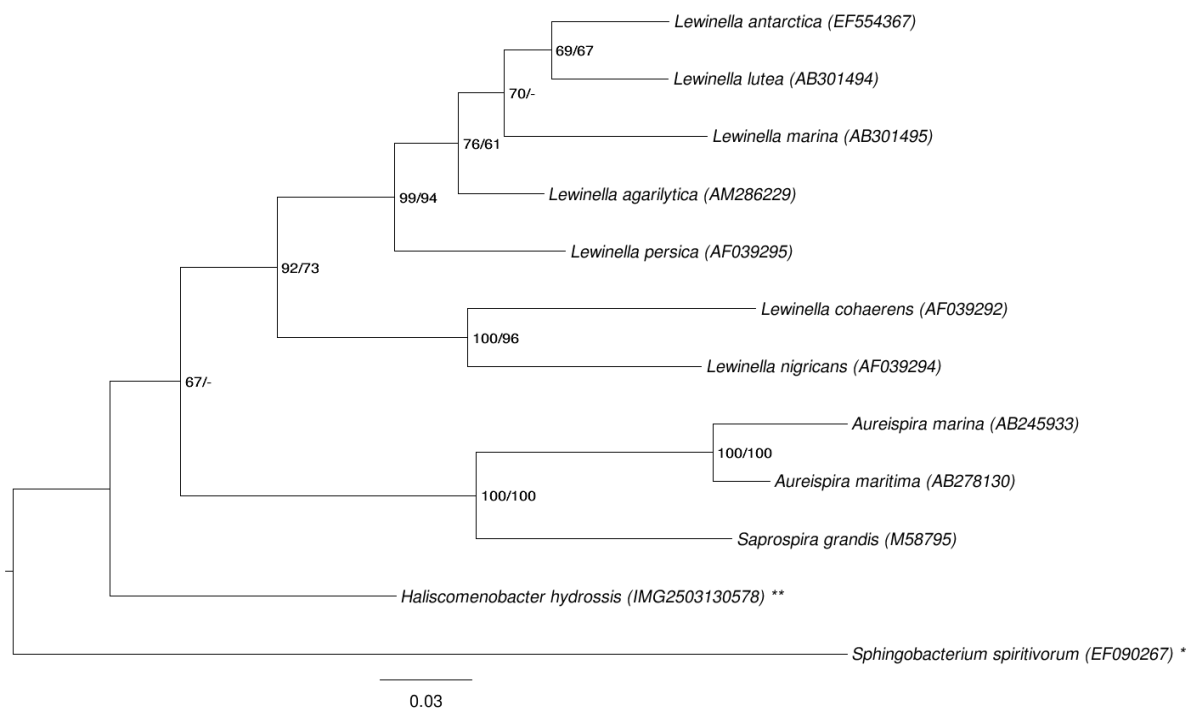 Lewinella antarctica (EF554367)
69/67
Lewinella lutea (AB301494)
70/-
Lewinella marina (AB301495)
76/61
Lewinella agarilytica (AM286229)
99/94
Lewinella persica (AF039295)
92/73
Lewinella cohaerens (AF039292)
100/96
Lewinella nigricans (AF039294)
67/-
Aureispira marina (AB245933)
100/100
Aureispira maritima (AB278130)
100/100
Saprospira grandis (M58795)
Haliscomenobacter hydrossis (IMG2503130578) **
Sphingobacterium spiritivorum (EF090267) *
0.03